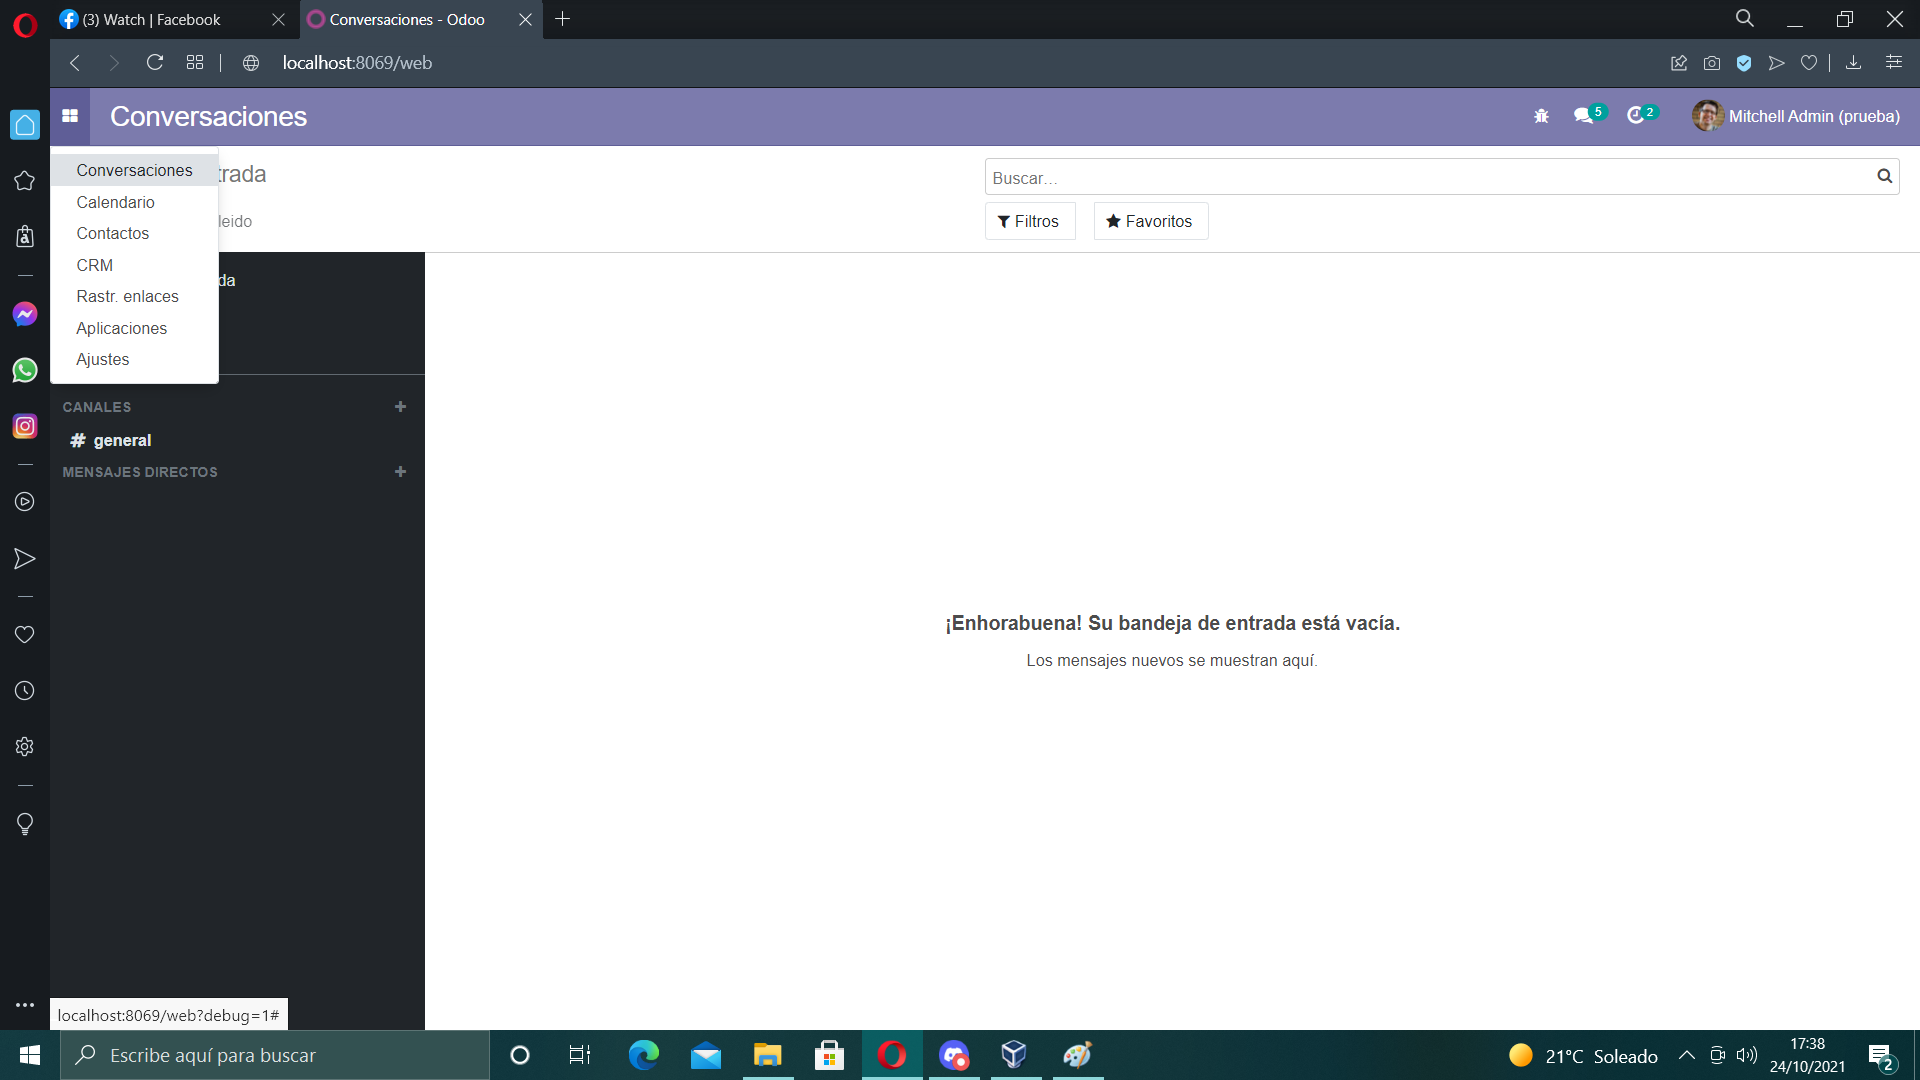 (3) Watch | Facebook
Conversaciones - Odoo
localhost:8069/web
Conversaciones
5
2
Mitchell Admin (prueba)
Conversaciones
Calendario
Contactos
CRM
Rastr. enlaces
Aplicaciones
Ajustes
trada
Buscar...
leido
Filtros
Favoritos
da
CANALES
# general
MENSAJES DIRECTOS
¡Enhorabuena! Su bandeja de entrada está vacía.
Los mensajes nuevos se muestran aquí.
localhost:8069/web?debug=1#
Escribe aquí para buscar
21°C Soleado
17:38
24/10/2021
2